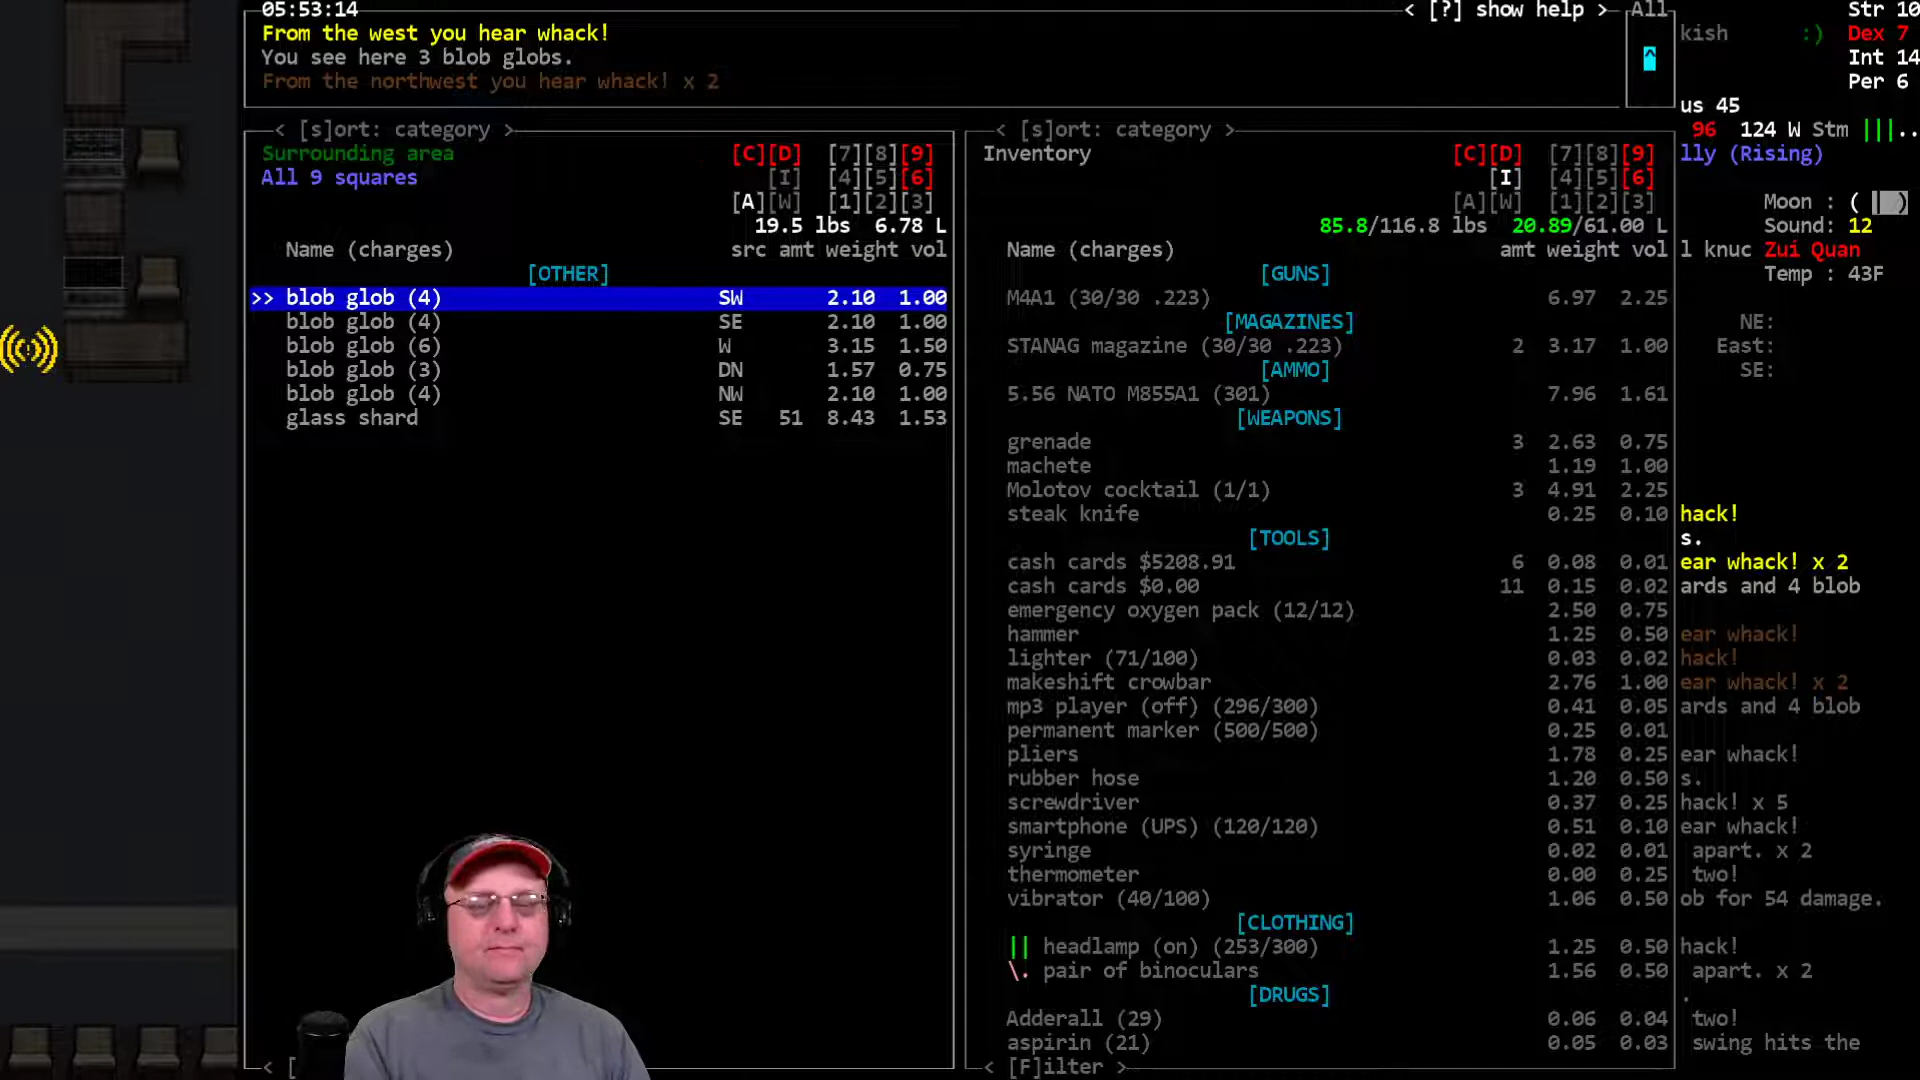 05:53:14
< [?] show help >
All
Str 10
From the west you hear whack!
kish :)
Dex 7
You see here 3 blob globs.
^
Int 14
From the northwest you hear whack! x 2
Per 6
us 45
96 124 W Stm |||..
< [s]ort: category >
< [s]ort: category >
Surrounding area [C][D] [7][8][9]
Inventory [C][D] [7][8][9]
lly (Rising)
All 9 squares [I] [4][5][6]
[I] [4][5][6]
[A][W] [1][2][3]
[A][W] [1][2][3]
Moon : ( | )
19.5 lbs 6.78 L
85.8/116.8 lbs 20.89/61.00 L
Sound: 12
Name (charges) src amt weight vol
Name (charges) amt weight vol
l knuc Zui Quan
[OTHER]
[GUNS]
Temp : 43F
>> blob glob (4) SW 2.10 1.00
M4A1 (30/30 .223) 6.97 2.25
blob glob (4) SE 2.10 1.00
[MAGAZINES]
NE:
blob glob (6) W 3.15 1.50
STANAG magazine (30/30 .223) 2 3.17 1.00
East:
blob glob (3) DN 1.57 0.75
[AMMO]
SE:
blob glob (4) NW 2.10 1.00
5.56 NATO M855A1 (301) 7.96 1.61
glass shard SE 51 8.43 1.53
[WEAPONS]
grenade 3 2.63 0.75
machete 1.19 1.00
Molotov cocktail (1/1) 3 4.91 2.25
steak knife 0.25 0.10
hack!
[TOOLS]
s.
cash cards $5208.91 6 0.08 0.01
ear whack! x 2
cash cards $0.00 11 0.15 0.02
ards and 4 blob
emergency oxygen pack (12/12) 2.50 0.75
hammer 1.25 0.50
ear whack!
lighter (71/100) 0.03 0.02
hack!
makeshift crowbar 2.76 1.00
ear whack! x 2
mp3 player (off) (296/300) 0.41 0.05
ards and 4 blob
permanent marker (500/500) 0.25 0.01
pliers 1.78 0.25
ear whack!
rubber hose 1.20 0.50
s.
screwdriver 0.37 0.25
hack! x 5
smartphone (UPS) (120/120) 0.51 0.10
ear whack!
syringe 0.02 0.01
apart. x 2
thermometer 0.00 0.25
two!
vibrator (40/100) 1.06 0.50
ob for 54 damage.
[CLOTHING]
|| headlamp (on) (253/300) 1.25 0.50
hack!
\. pair of binoculars 1.56 0.50
apart. x 2
[DRUGS]
.
Adderall (29) 0.06 0.04
two!
aspirin (21) 0.05 0.03
swing hits the
< [
< [F]ilter >